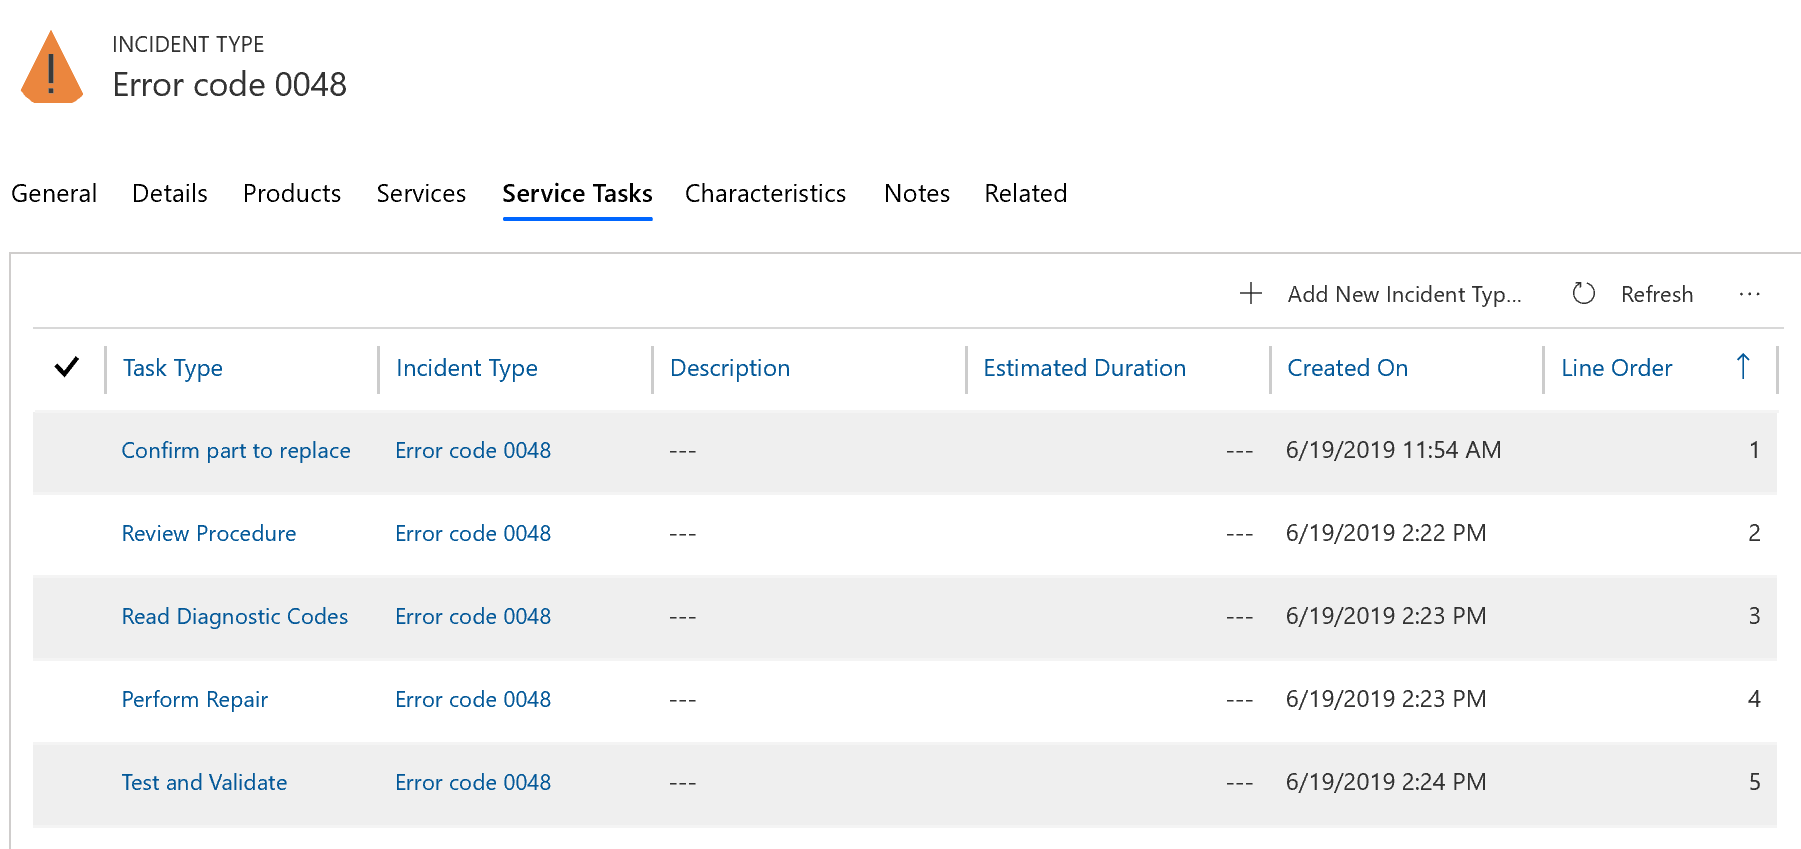 INCIDENT TYPE
Error code 0048
General Details Products Services Service Tasks Characteristics Notes Related
Add New Incident Typ... Refresh ...
Task Type Incident Type Description Estimated Duration Created On Line Order ↑
Confirm part to replace Error code 0048 --- --- 6/19/2019 11:54 AM 1
Review Procedure Error code 0048 --- --- 6/19/2019 2:22 PM 2
Read Diagnostic Codes Error code 0048 --- --- 6/19/2019 2:23 PM 3
Perform Repair Error code 0048 --- --- 6/19/2019 2:23 PM 4
Test and Validate Error code 0048 --- --- 6/19/2019 2:24 PM 5